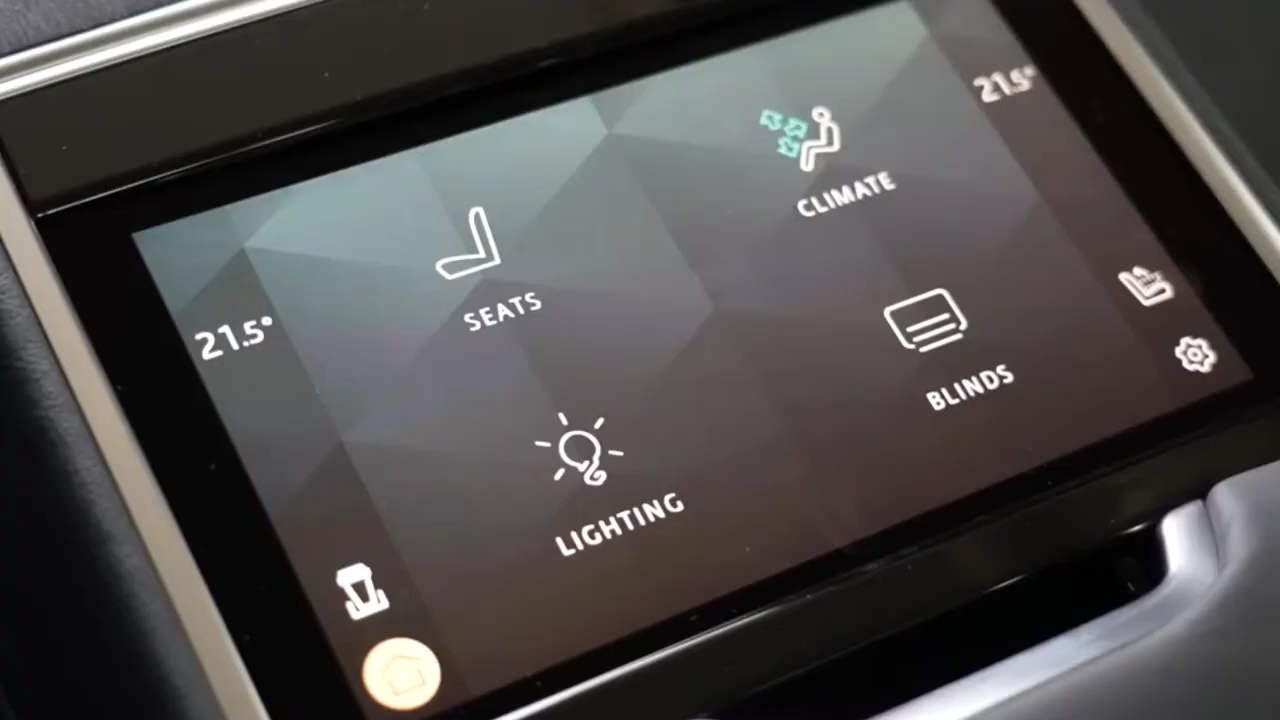 21.5°
SEATS
CLIMATE
21.5°
LIGHTING
BLINDS